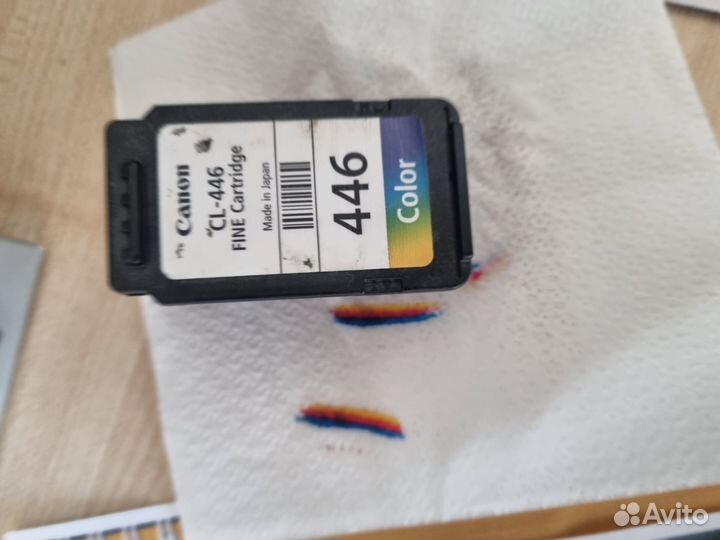 Canon
CL-446
FINE Cartridge
Made in Japan
446
Color
Avito